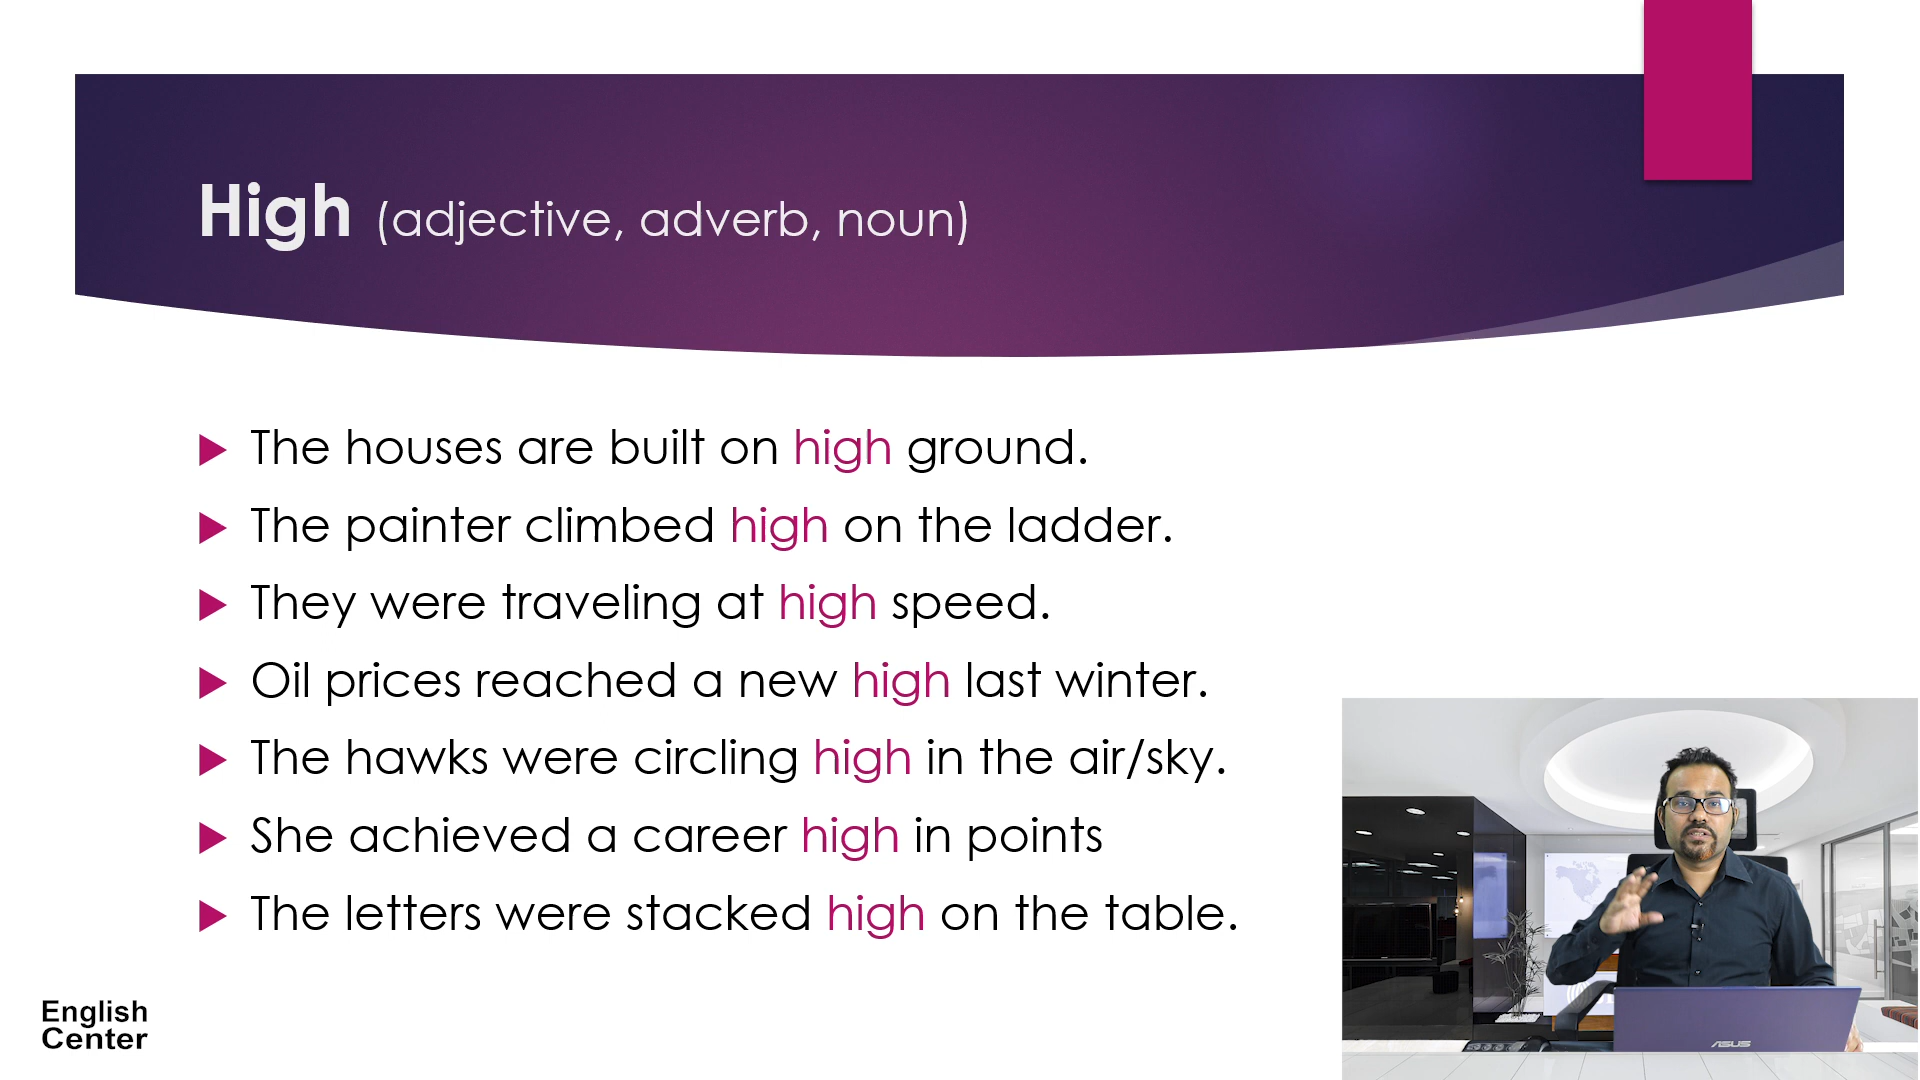 High (adjective, adverb, noun)
The houses are built on high ground.
The painter climbed high on the ladder.
They were traveling at high speed.
Oil prices reached a new high last winter.
The hawks were circling high in the air/sky.
She achieved a career high in points
The letters were stacked high on the table.
English
Center
ASUS